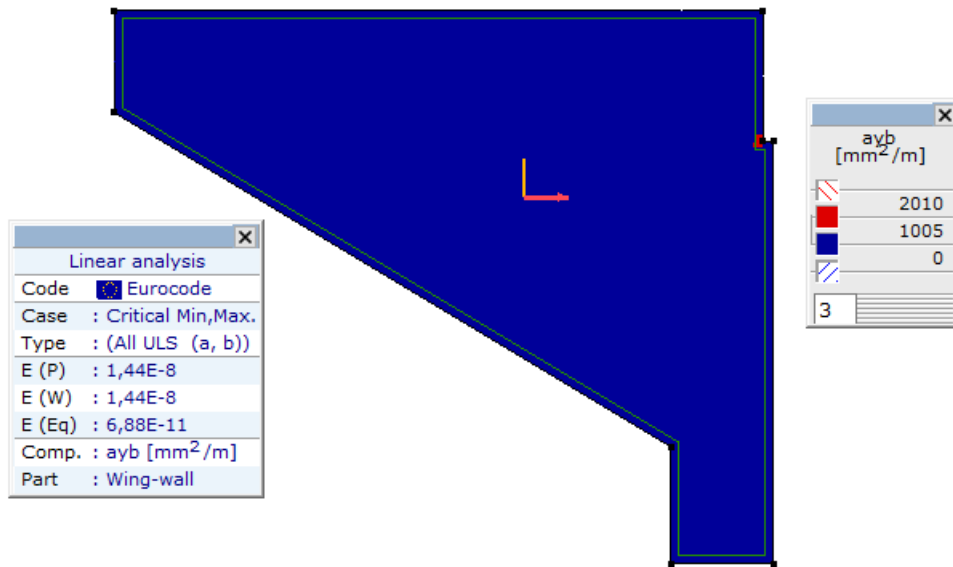 Linear analysis
Code Eurocode
Case : Critical Min,Max.
Type : (All ULS (a, b))
E (P) : 1,44E-8
E (W) : 1,44E-8
E (Eq) : 6,88E-11
Comp. : ayb [mm²/m]
Part : Wing-wall
ayb
[mm²/m]
2010
1005
0
3